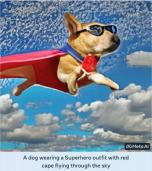 A dog wearing a Superhero outfit with red
cape flying through the sky